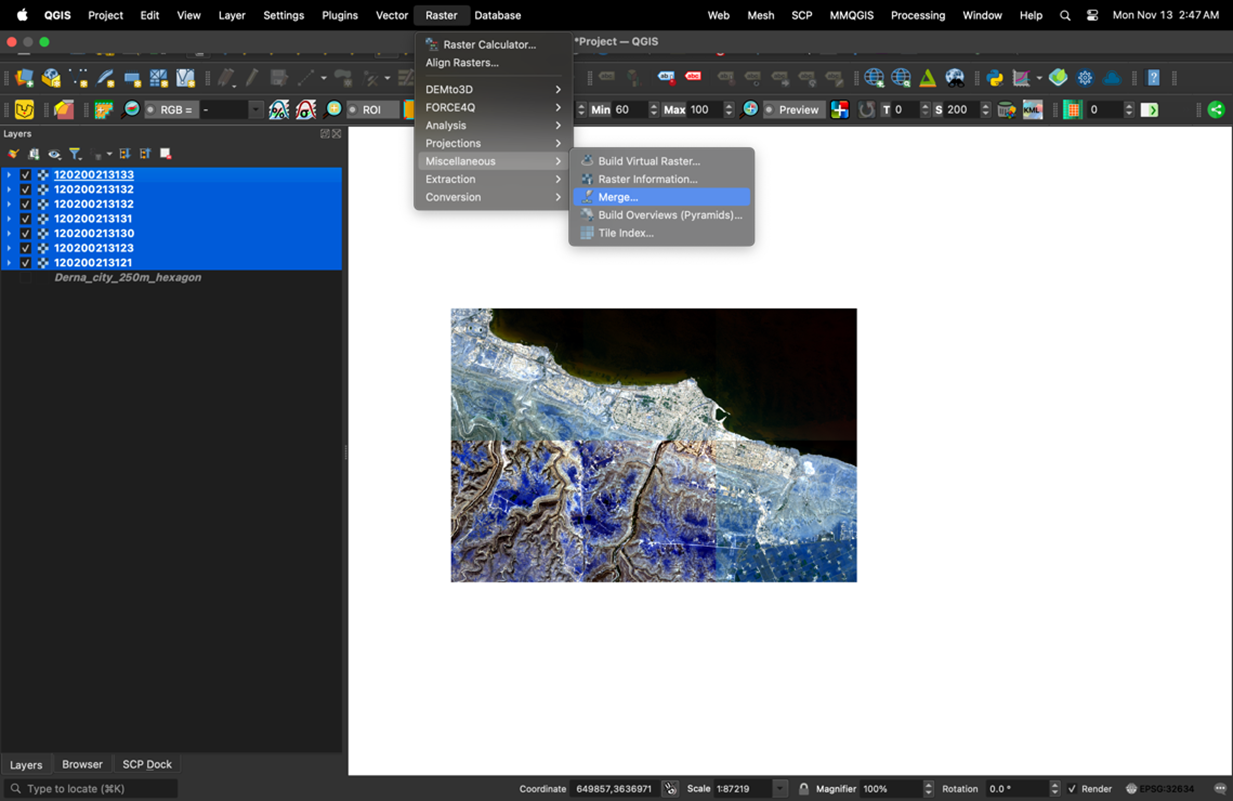 QGIS Project Edit View Layer Settings Plugins Vector Raster Database Web Mesh SCP MMQGIS Processing Window Help Mon Nov 13 2:47 AM
*Project — QGIS
Raster Calculator...
Align Rasters...
DEMto3D
FORCE4Q
Analysis
Projections
Miscellaneous
Extraction
Conversion
Build Virtual Raster...
Raster Information...
Merge...
Build Overviews (Pyramids)...
Tile Index...
abc
abc
RGB = - ROI Min 60 Max 100 Preview T 0 S 200 KML 0
Layers
120200213133
120200213132
120200213132
120200213131
120200213130
120200213123
120200213121
Derna_city_250m_hexagon
Layers Browser SCP Dock
Type to locate (⌘K) Coordinate 649857,3636971 Scale 1:87219 Magnifier 100% Rotation 0.0 ° Render EPSG:32634